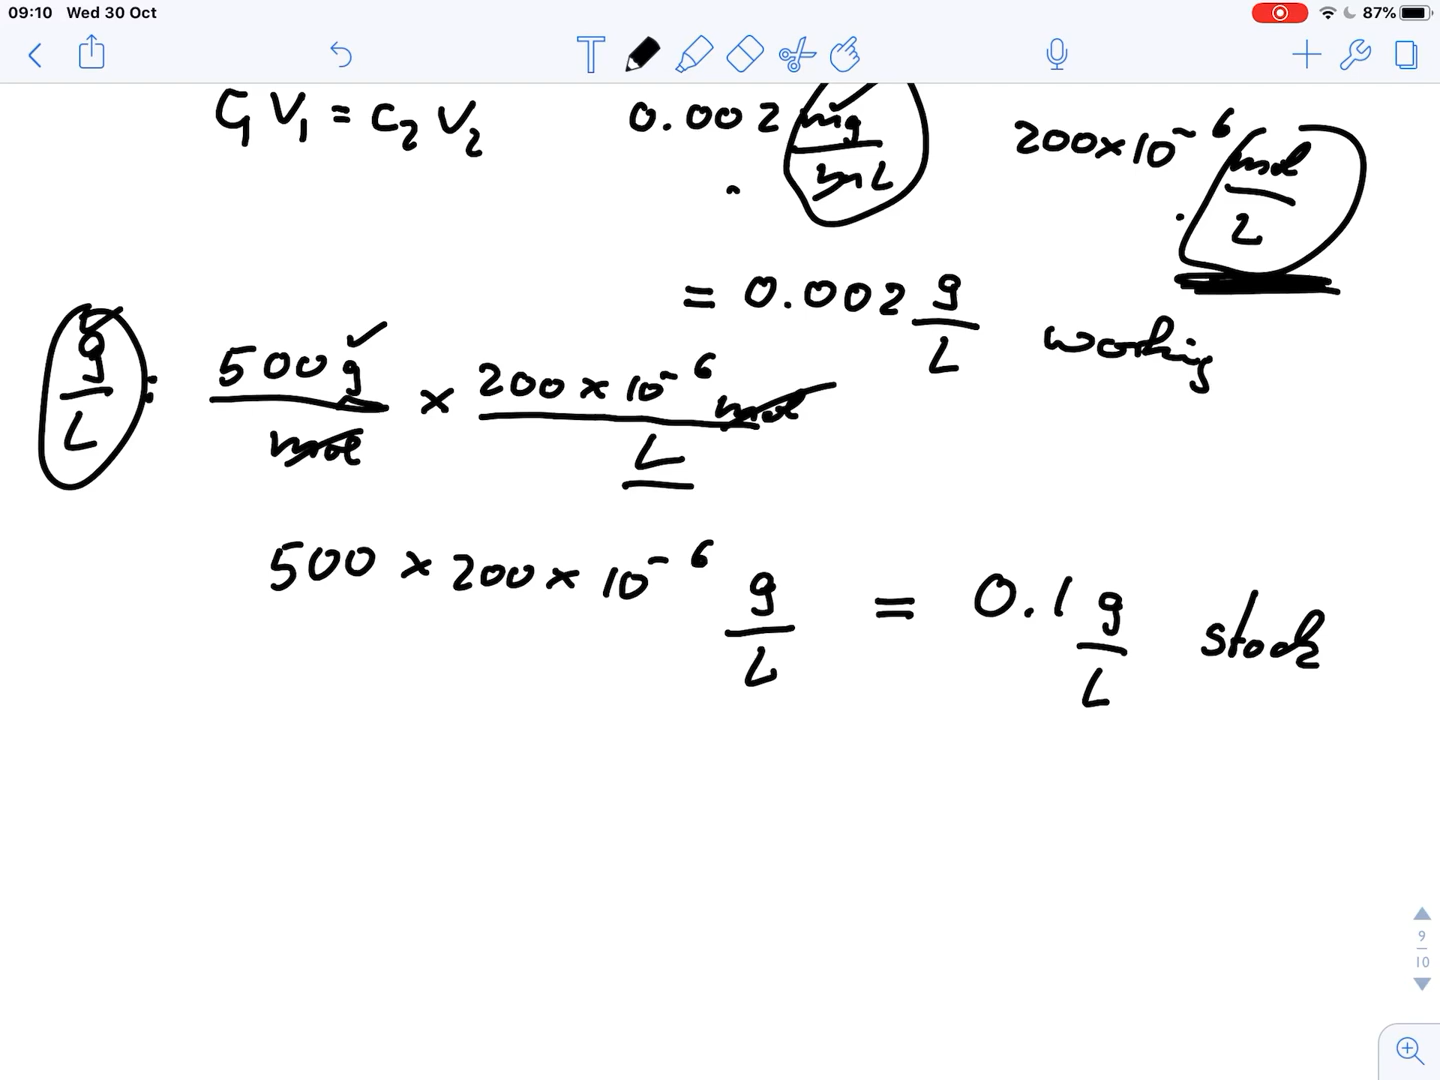 09:10 Wed 30 Oct
87%
T
C₁ V₁ = C₂ V₂
0.002 mg/mL
200 × 10⁻⁶ mol/L
= 0.002 g/L working
g/L : 500 g/mol × 200 × 10⁻⁶ mol/L
500 × 200 × 10⁻⁶ g/L = 0.1 g/L stock
9
10